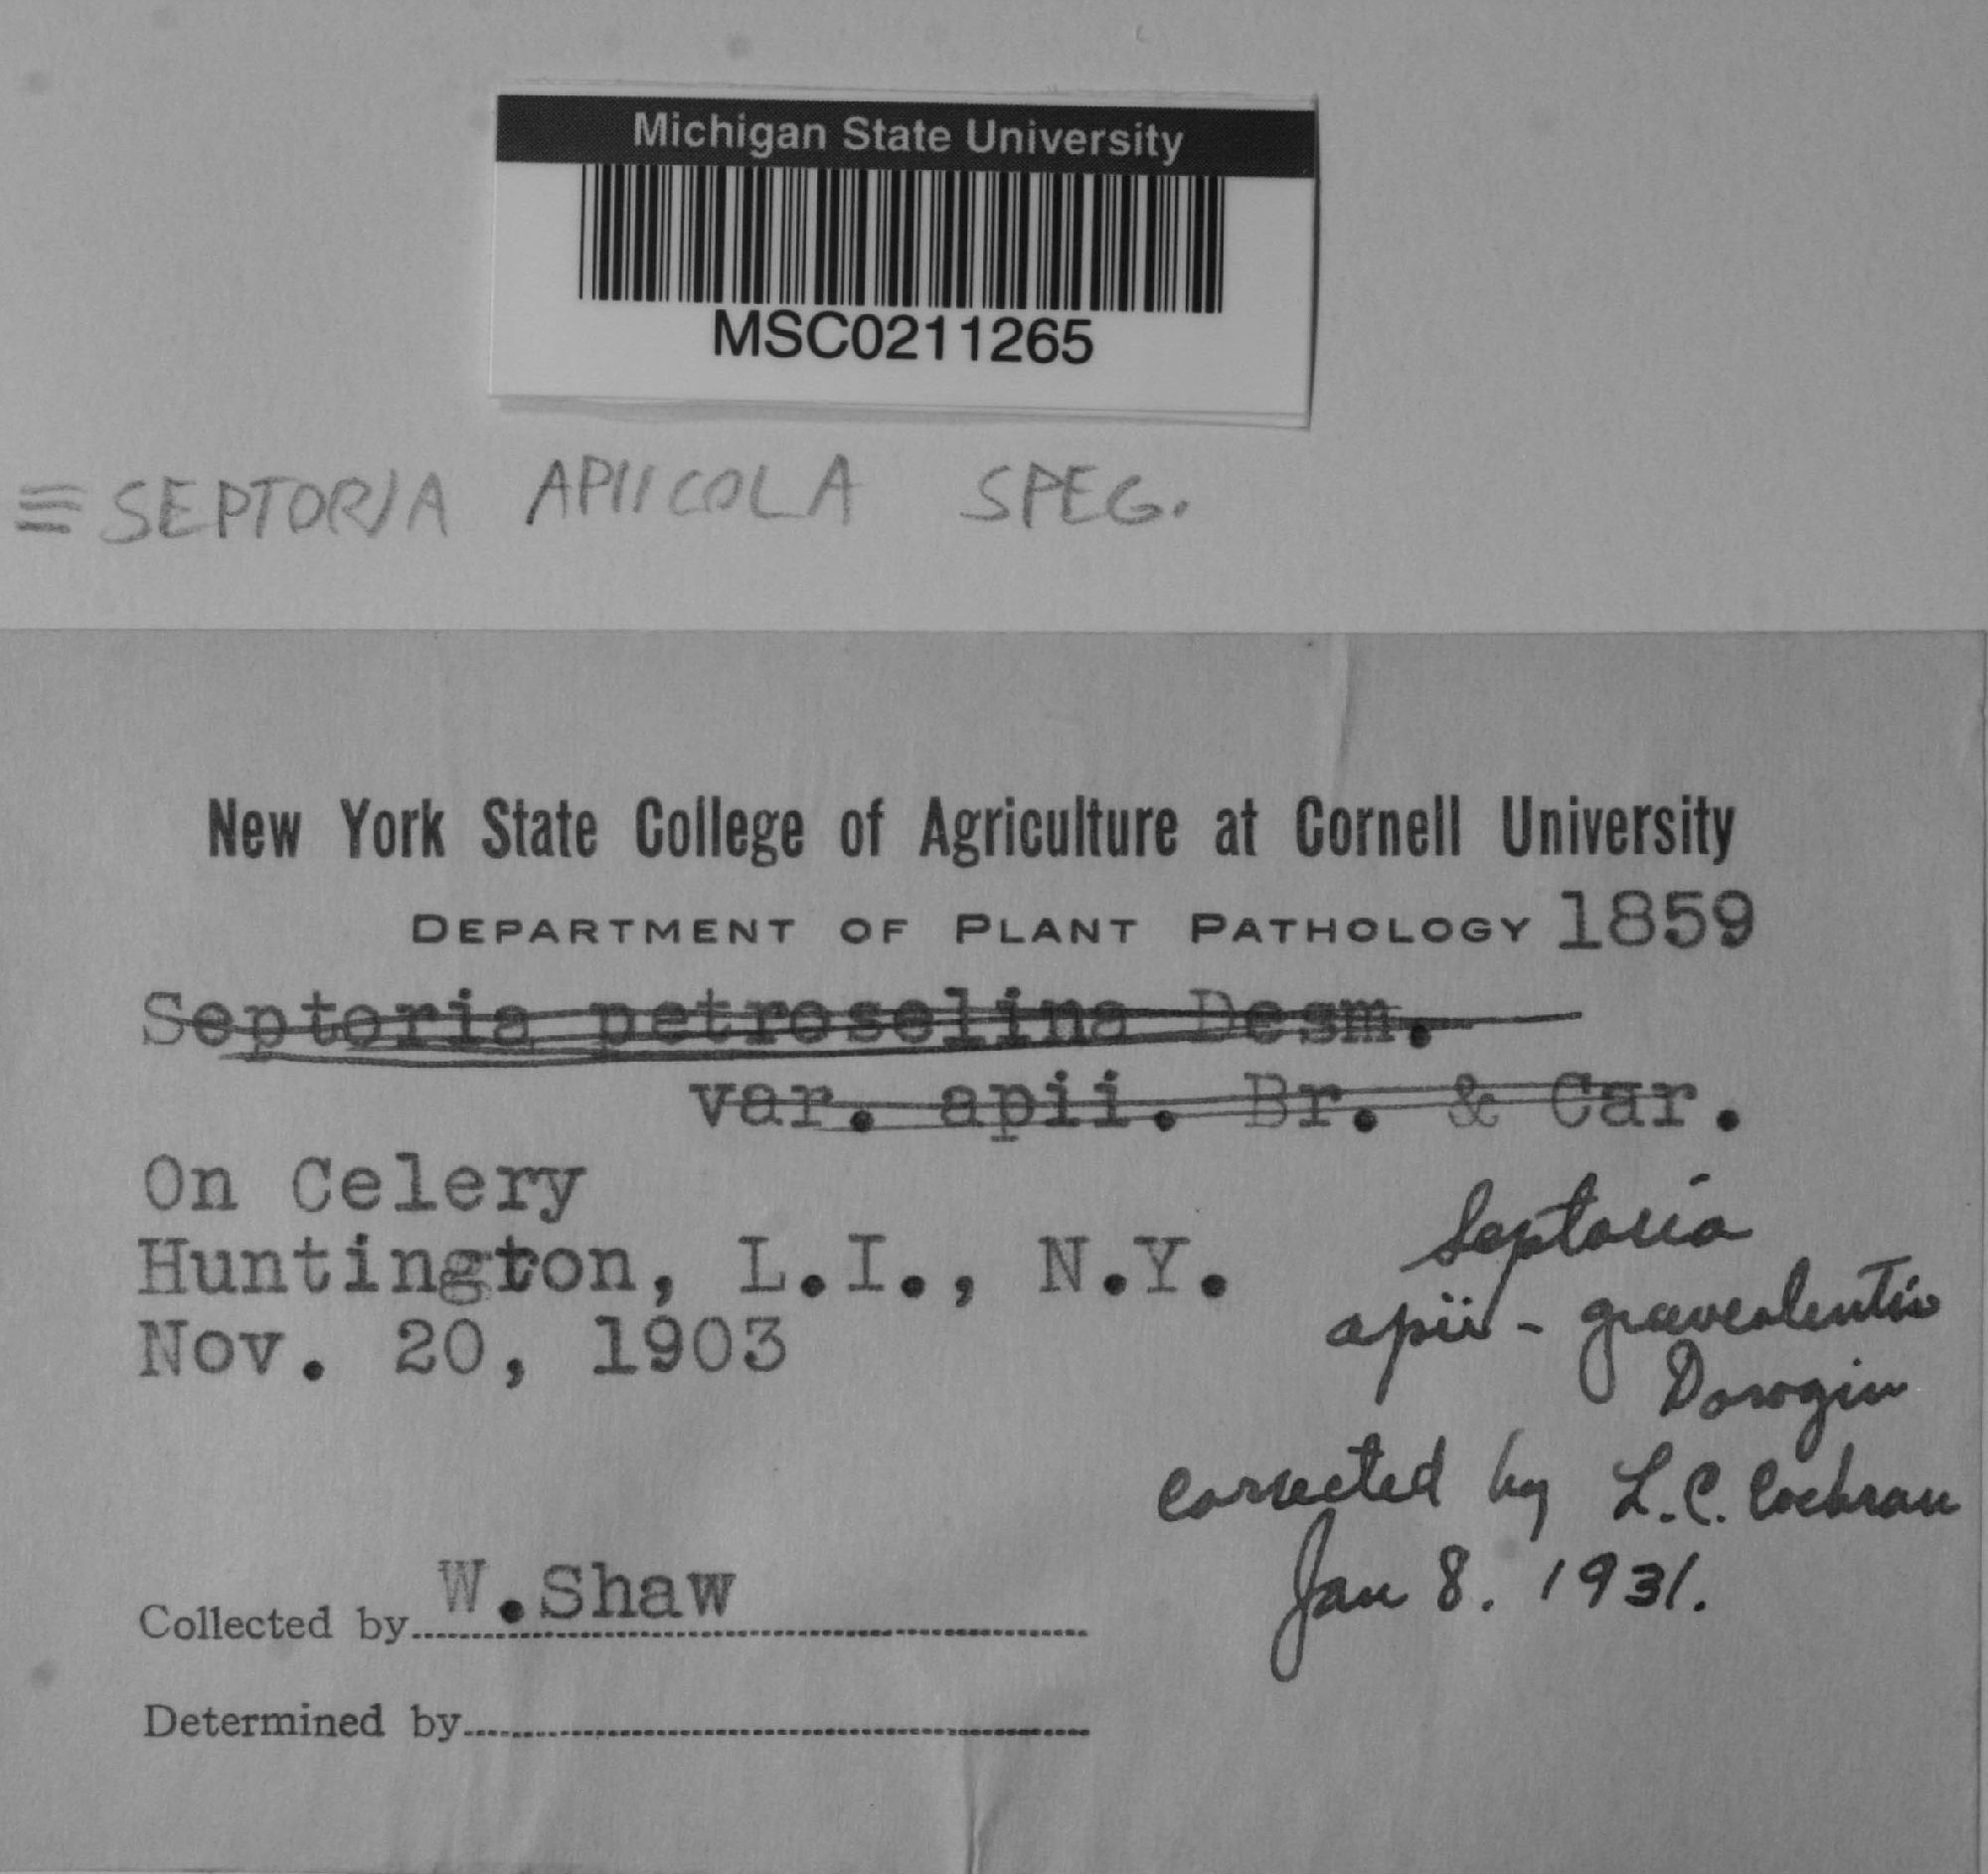 Michigan State University
MSC0211265
≡ SEPTORIA APIICOLA SPEG.
New York State College of Agriculture at Cornell University
DEPARTMENT OF PLANT PATHOLOGY 1859
Septoria petroselina Desm.
var. apii. Br. & Car.
On Celery
Huntington, L.I., N.Y.
Nov. 20, 1903
Septoria
apii - graveolentis
Dorogin
corrected by L.C. Cochran
Jan 8. 1931.
Collected by W.Shaw
Determined by